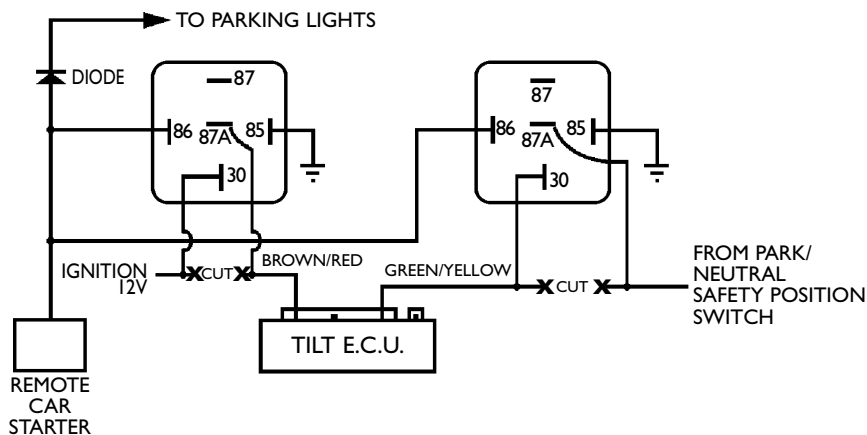 TO PARKING LIGHTS
DIODE
87
86
87A
85
30
87
86
87A
85
30
IGNITION
12V
CUT
BROWN/RED
GREEN/YELLOW
CUT
FROM PARK/
NEUTRAL
SAFETY POSITION
SWITCH
TILT E.C.U.
REMOTE
CAR
STARTER